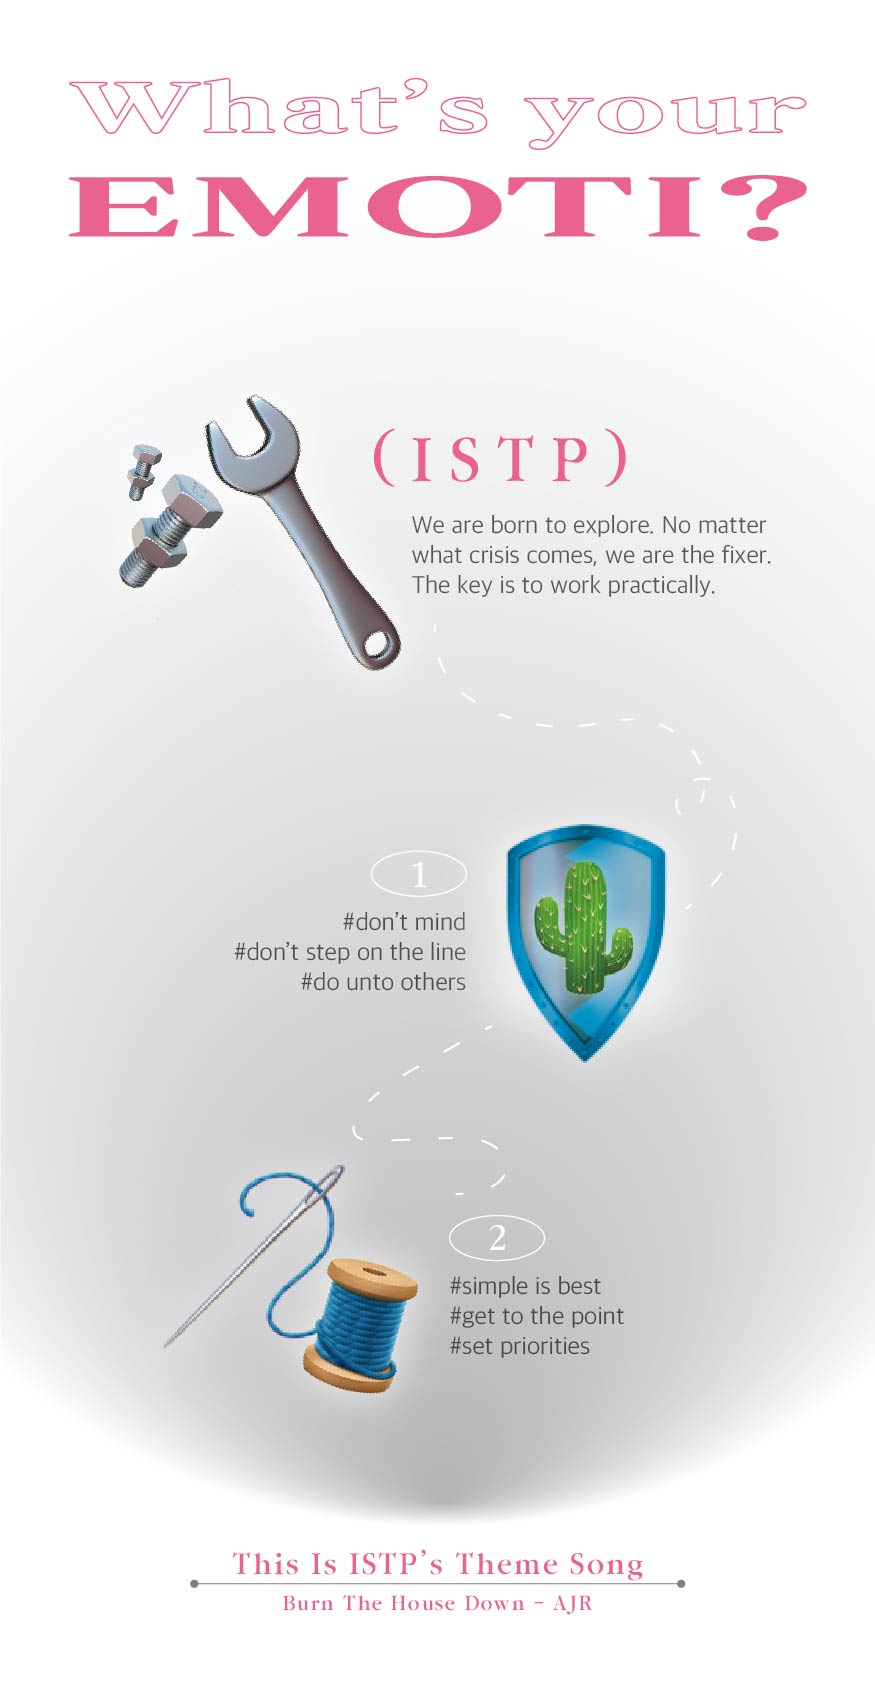 What's your
EMOTI?
(ISTP)
We are born to explore. No matter
what crisis comes, we are the fixer.
The key is to work practically.
1
#don't mind
#don't step on the line
#do unto others
2
#simple is best
#get to the point
#set priorities
This Is ISTP's Theme Song
Burn The House Down - AJR